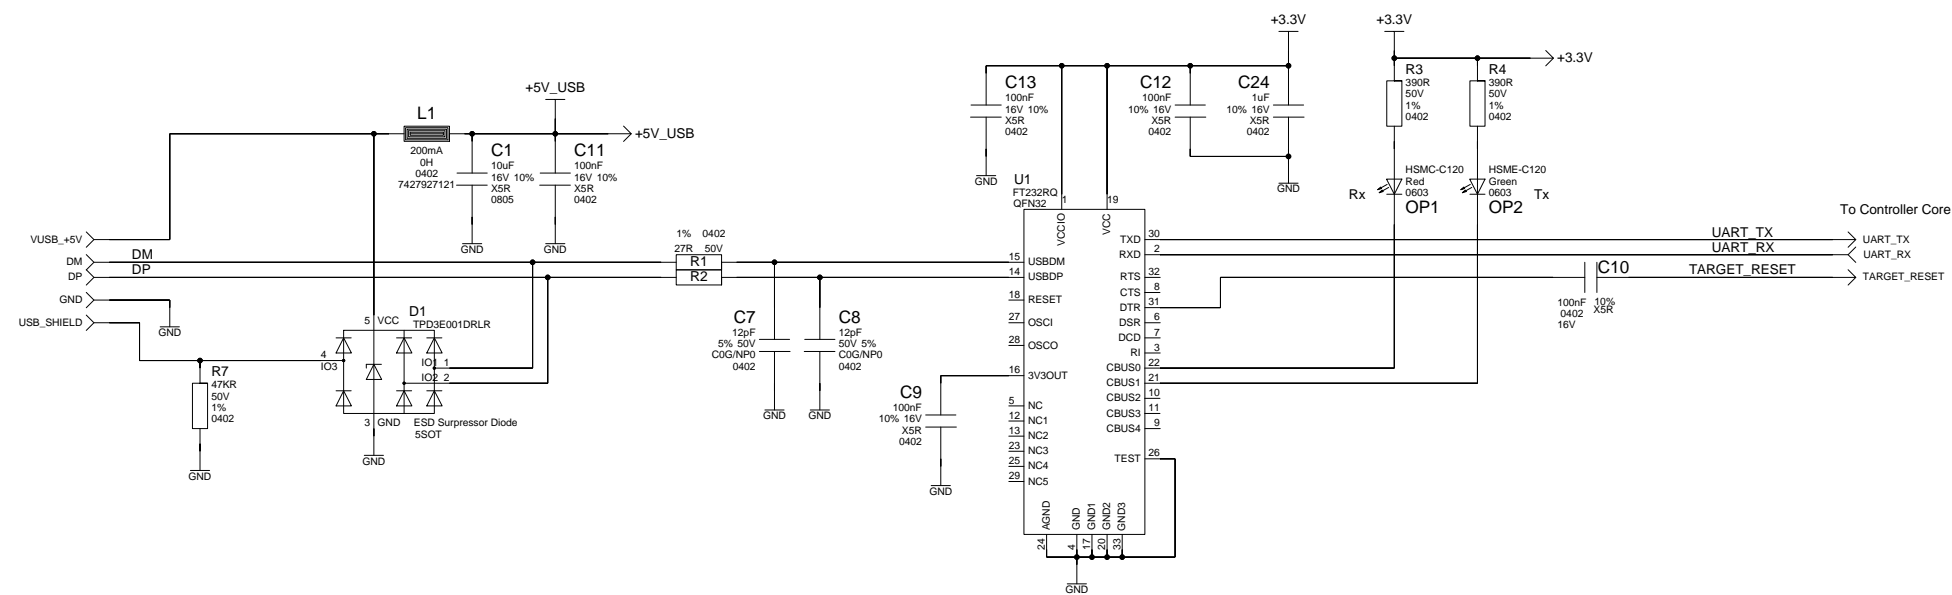 +3.3V
+3.3V
+3.3V
R3
390R
50V
1%
0402
R4
390R
50V
1%
0402
C13
100nF
16V 10%
X5R
0402
GND
C12
100nF
10% 16V
X5R
0402
C24
1uF
10% 16V
X5R
0402
GND
+5V_USB
+5V_USB
L1
200mA
0H
0402
7427927121
C1
10uF
16V 10%
X5R
0805
GND
C11
100nF
16V 10%
X5R
0402
GND
HSMC-C120
Red
0603
OP1
Rx
HSME-C120
Green
0603
OP2
Tx
To Controller Core
VUSB_+5V
DM
DM
DP
DP
GND
GND
USB_SHIELD
R7
47KR
50V
1%
0402
GND
D1
TPD3E001DRLR
5 VCC
4
IO3
IO1 1
IO2 2
3 GND
ESD Surpressor Diode
5SOT
GND
1% 0402
27R 50V
R1
R2
C7
12pF
5% 50V
C0G/NP0
0402
GND
C8
12pF
50V 5%
C0G/NP0
0402
GND
C9
100nF
10% 16V
X5R
0402
GND
U1
FT232RQ
QFN32
1
VCCIO
19
VCC
15 USBDM
14 USBDP
18 RESET
27 OSCI
28 OSCO
16 3V3OUT
5 NC
12 NC1
13 NC2
23 NC3
25 NC4
29 NC5
TXD 30
RXD 2
RTS 32
CTS 8
DTR 31
DSR 6
DCD 7
RI 3
CBUS0 22
CBUS1 21
CBUS2 10
CBUS3 11
CBUS4 9
TEST 26
AGND
GND
GND1
GND2
GND3
24
4
17
20
33
GND
UART_TX
UART_TX
UART_RX
UART_RX
C10
100nF 10%
0402 X5R
16V
TARGET_RESET
TARGET_RESET